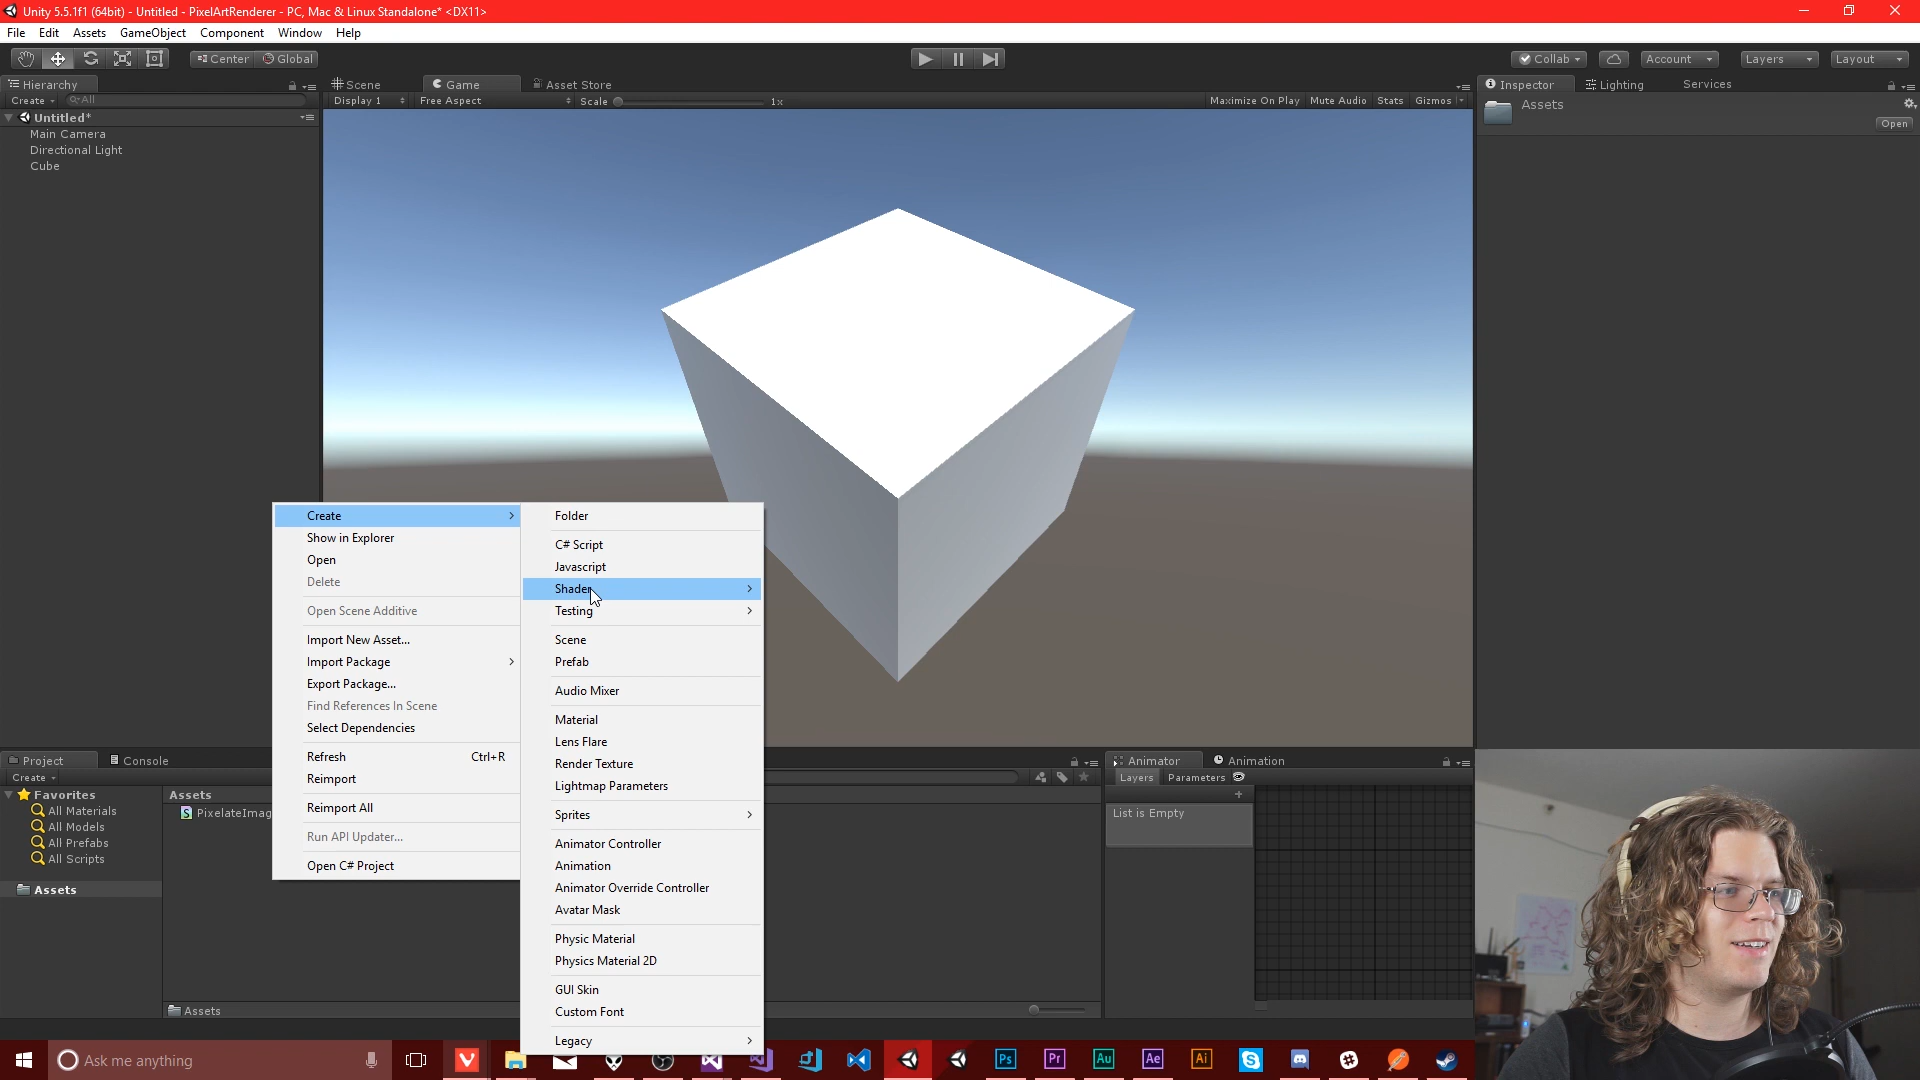 Unity 5.5.1f1 (64bit) - Untitled - PixelArtRenderer - PC, Mac & Linux Standalone* <DX11>
File Edit Assets GameObject Component Window Help
Center Global Collab Account Layers Layout
Hierarchy
Create All
Untitled*
Main Camera
Directional Light
Cube
Scene Game Asset Store
Display 1 Free Aspect Scale 1x Maximize On Play Mute Audio Stats Gizmos
Inspector Lighting Services
Assets
Open
Create
Show in Explorer
Open
Delete
Open Scene Additive
Import New Asset...
Import Package
Export Package...
Find References In Scene
Select Dependencies
Refresh Ctrl+R
Reimport
Reimport All
Run API Updater...
Open C# Project
Folder
C# Script
Javascript
Shader
Testing
Scene
Prefab
Audio Mixer
Material
Lens Flare
Render Texture
Lightmap Parameters
Sprites
Animator Controller
Animation
Animator Override Controller
Avatar Mask
Physic Material
Physics Material 2D
GUI Skin
Custom Font
Legacy
Project Console
Create
Favorites
All Materials
All Models
All Prefabs
All Scripts
Assets
Assets
PixelateImag
Assets
Animator Animation
Layers Parameters
List is Empty
Ask me anything
Ps Pr Au Ae Ai